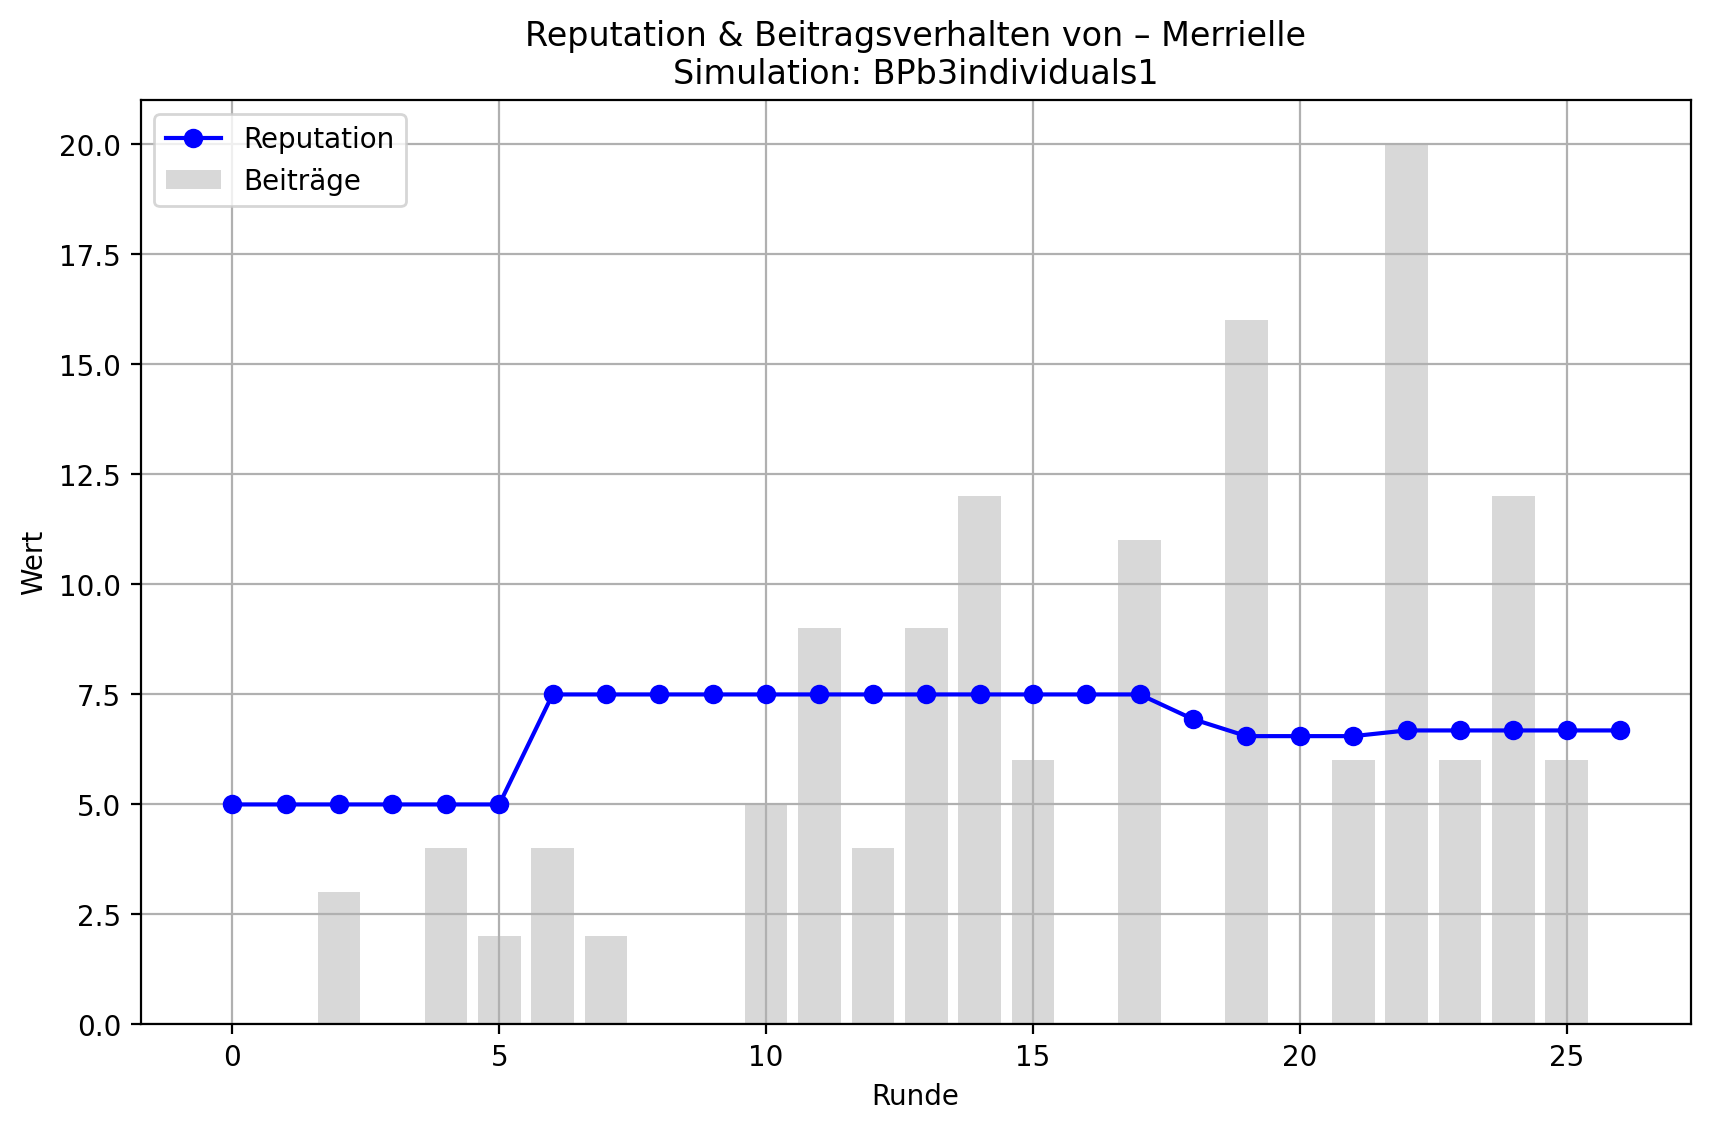 Reputation & Beitragsverhalten von – Merrielle
Simulation: BPb3individuals1
Reputation
Beiträge
20.0
17.5
15.0
12.5
10.0
7.5
5.0
2.5
0.0
Wert
0 5 10 15 20 25
Runde